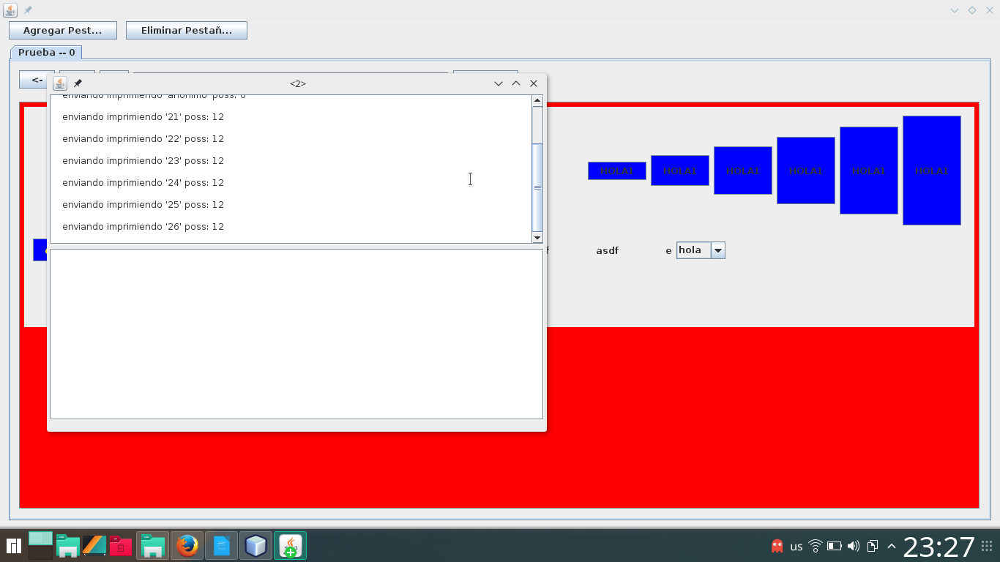 Agregar Pest...
Eliminar Pestañ...
Prueba -- 0
<-
<2>
enviando imprimiendo 'anonimo' poss: 0
enviando imprimiendo '21' poss: 12
enviando imprimiendo '22' poss: 12
enviando imprimiendo '23' poss: 12
enviando imprimiendo '24' poss: 12
enviando imprimiendo '25' poss: 12
enviando imprimiendo '26' poss: 12
HOLA1 HOLA1 HOLA1 HOLA1 HOLA1 HOLA1
f asdf e hola
us 23:27